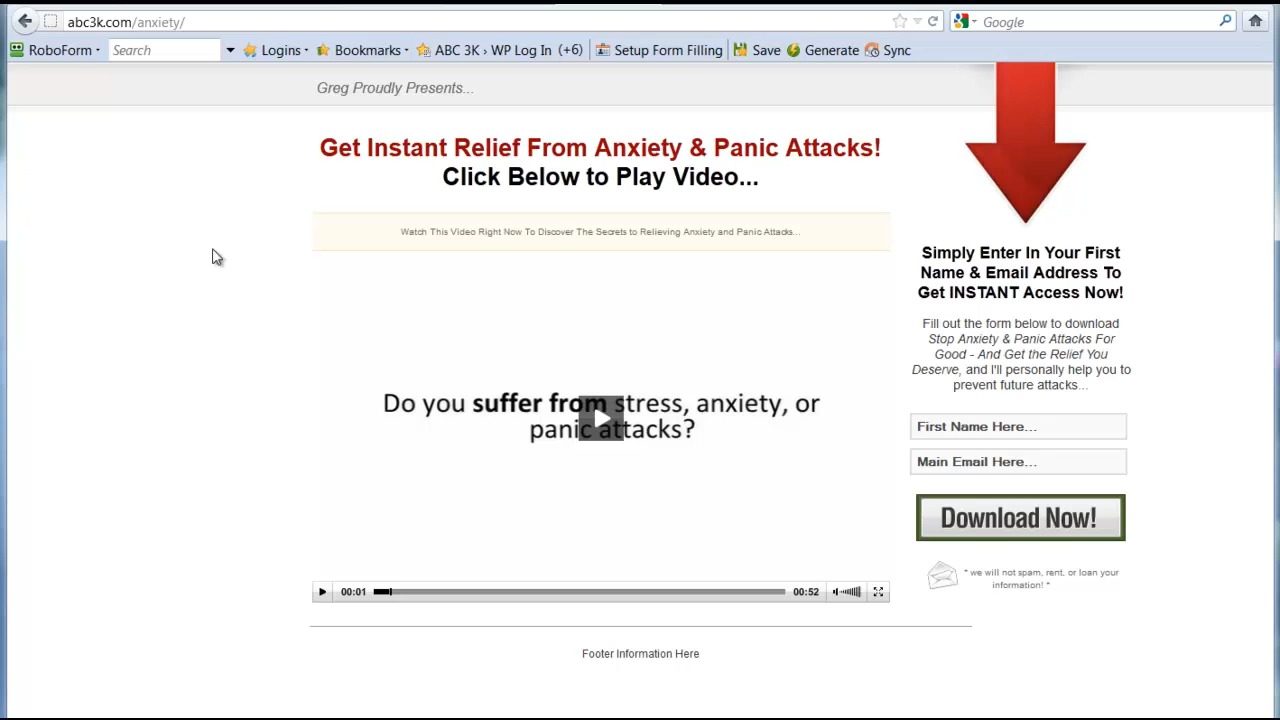 abc3k.com/anxiety/
Google
RoboForm
Search
Logins
Bookmarks
ABC 3K › WP Log In (+6)
Setup Form Filling
Save
Generate
Sync
Greg Proudly Presents...
Get Instant Relief From Anxiety & Panic Attacks!
Click Below to Play Video...
Watch This Video Right Now To Discover The Secrets to Relieving Anxiety and Panic Attacks...
Do you suffer from stress, anxiety, or
panic attacks?
00:01
00:52
Simply Enter In Your First
Name & Email Address To
Get INSTANT Access Now!
Fill out the form below to download
Stop Anxiety & Panic Attacks For
Good - And Get the Relief You
Deserve, and I'll personally help you to
prevent future attacks...
First Name Here...
Main Email Here...
Download Now!
* we will not spam, rent, or loan your
information! *
Footer Information Here